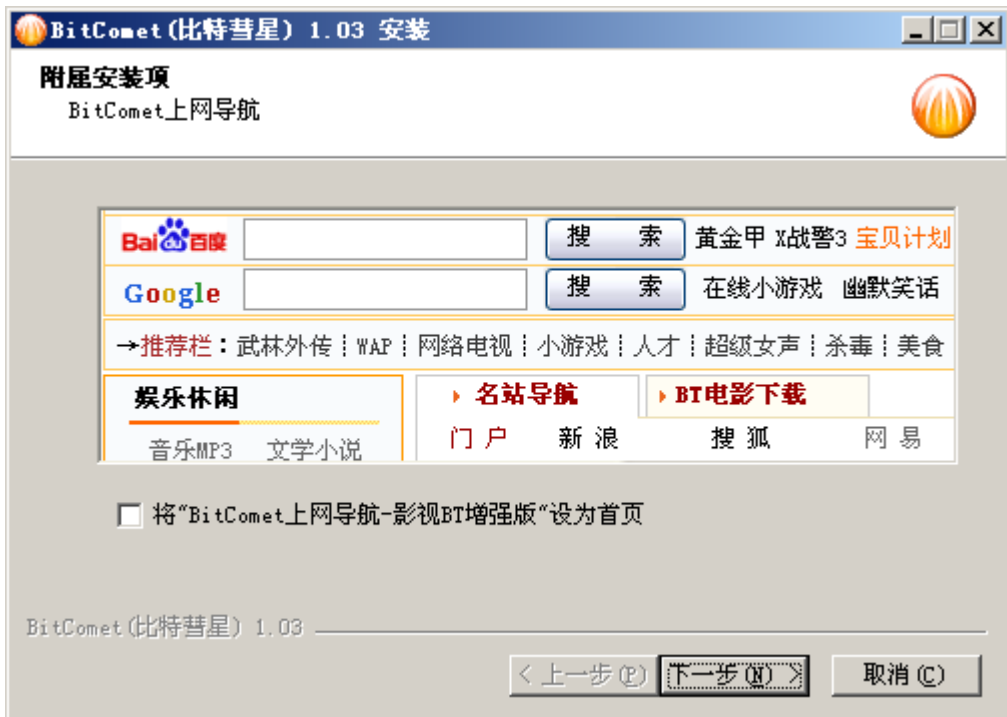 BitComet(比特彗星) 1.03 安装
附属安装项
BitComet上网导航
Bai du 百度 搜 索 黄金甲 X战警3 宝贝计划
Google 搜 索 在线小游戏 幽默笑话
→推荐栏：武林外传┆WAP┆网络电视┆小游戏┆人才┆超级女声┆杀毒┆美食
娱乐休闲 名站导航 BT电影下载
音乐MP3 文学小说 门户 新浪 搜狐 网易
将"BitComet上网导航-影视BT增强版"设为首页
BitComet(比特彗星) 1.03
< 上一步(P) 下一步(N) > 取消(C)